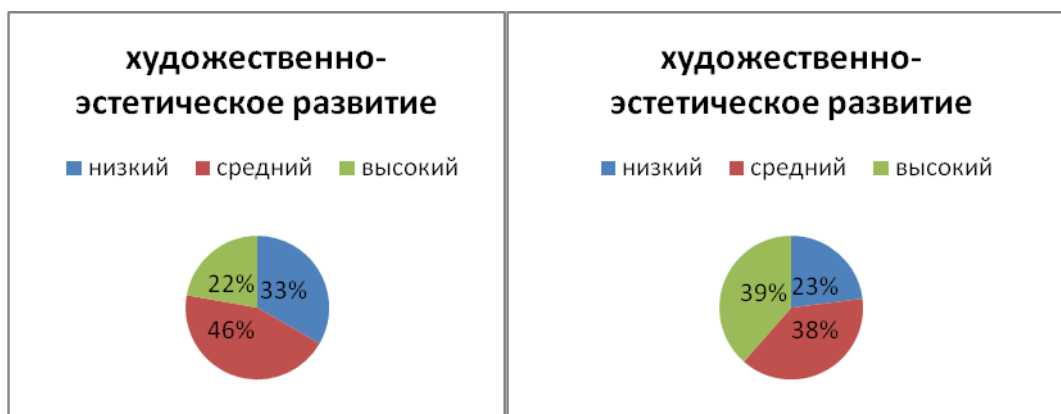 художественно-
эстетическое развитие
низкий средний высокий
22% 33%
46%
художественно-
эстетическое развитие
низкий средний высокий
39% 23%
38%